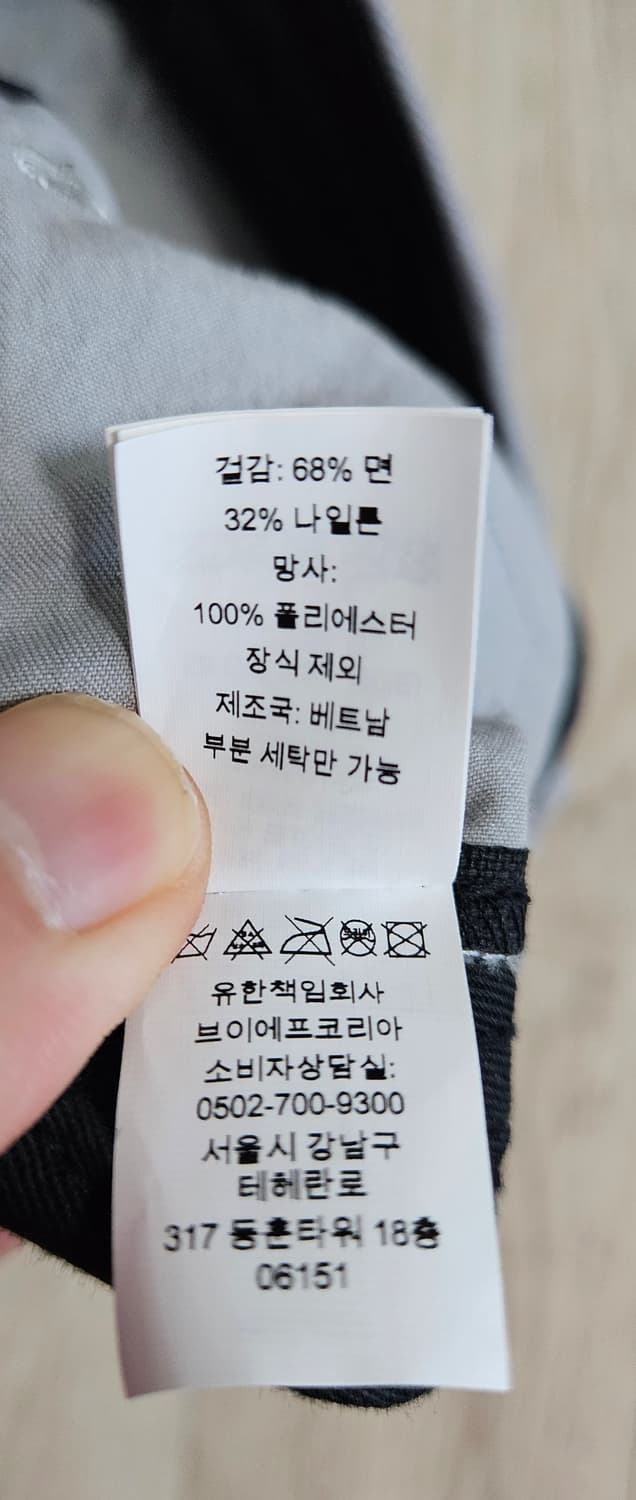 걸감: 68% 면
32% 나일론
망사:
100% 폴리에스터
장식 제외
제조국: 베트남
부분 세탁만 가능
유한책임회사
브이에프코리아
소비자상담실:
0502-700-9300
서울시 강남구
테헤란로
317 동훈타워 18층
06151